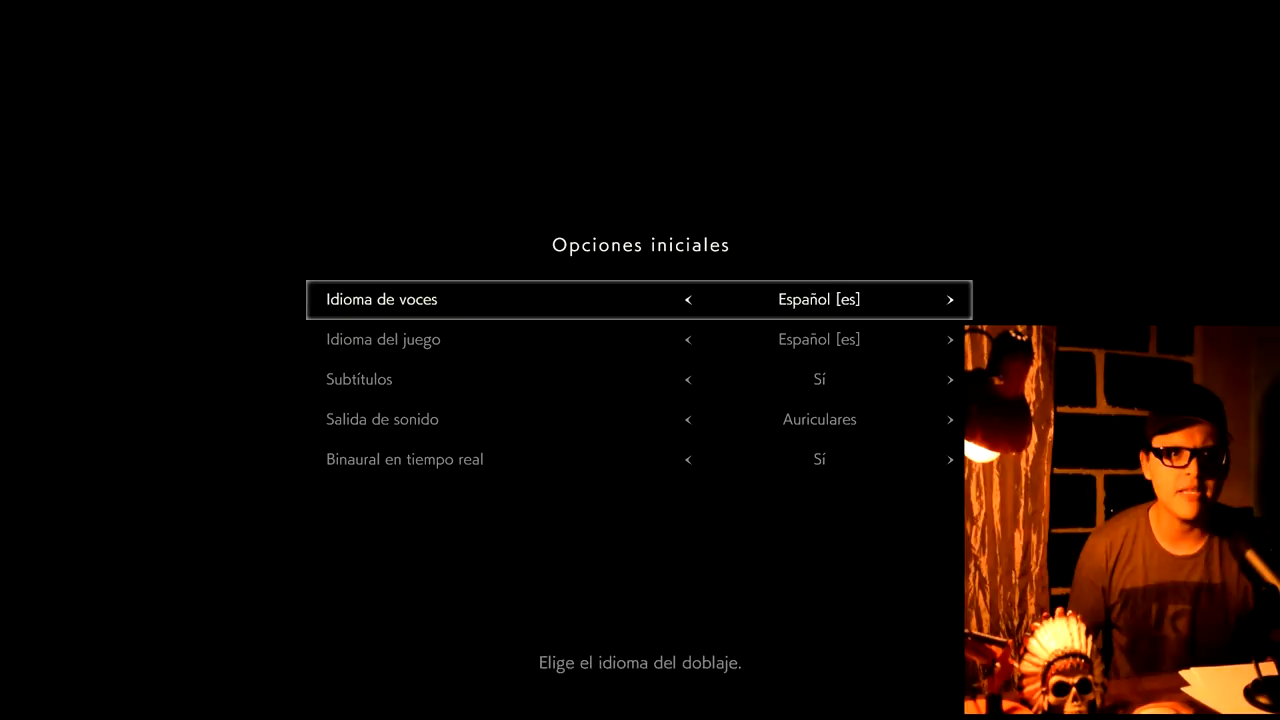 Opciones iniciales
Idioma de voces < Español [es] >
Idioma del juego < Español [es] >
Subtítulos < Sí >
Salida de sonido < Auriculares >
Binaural en tiempo real < Sí >
Elige el idioma del doblaje.